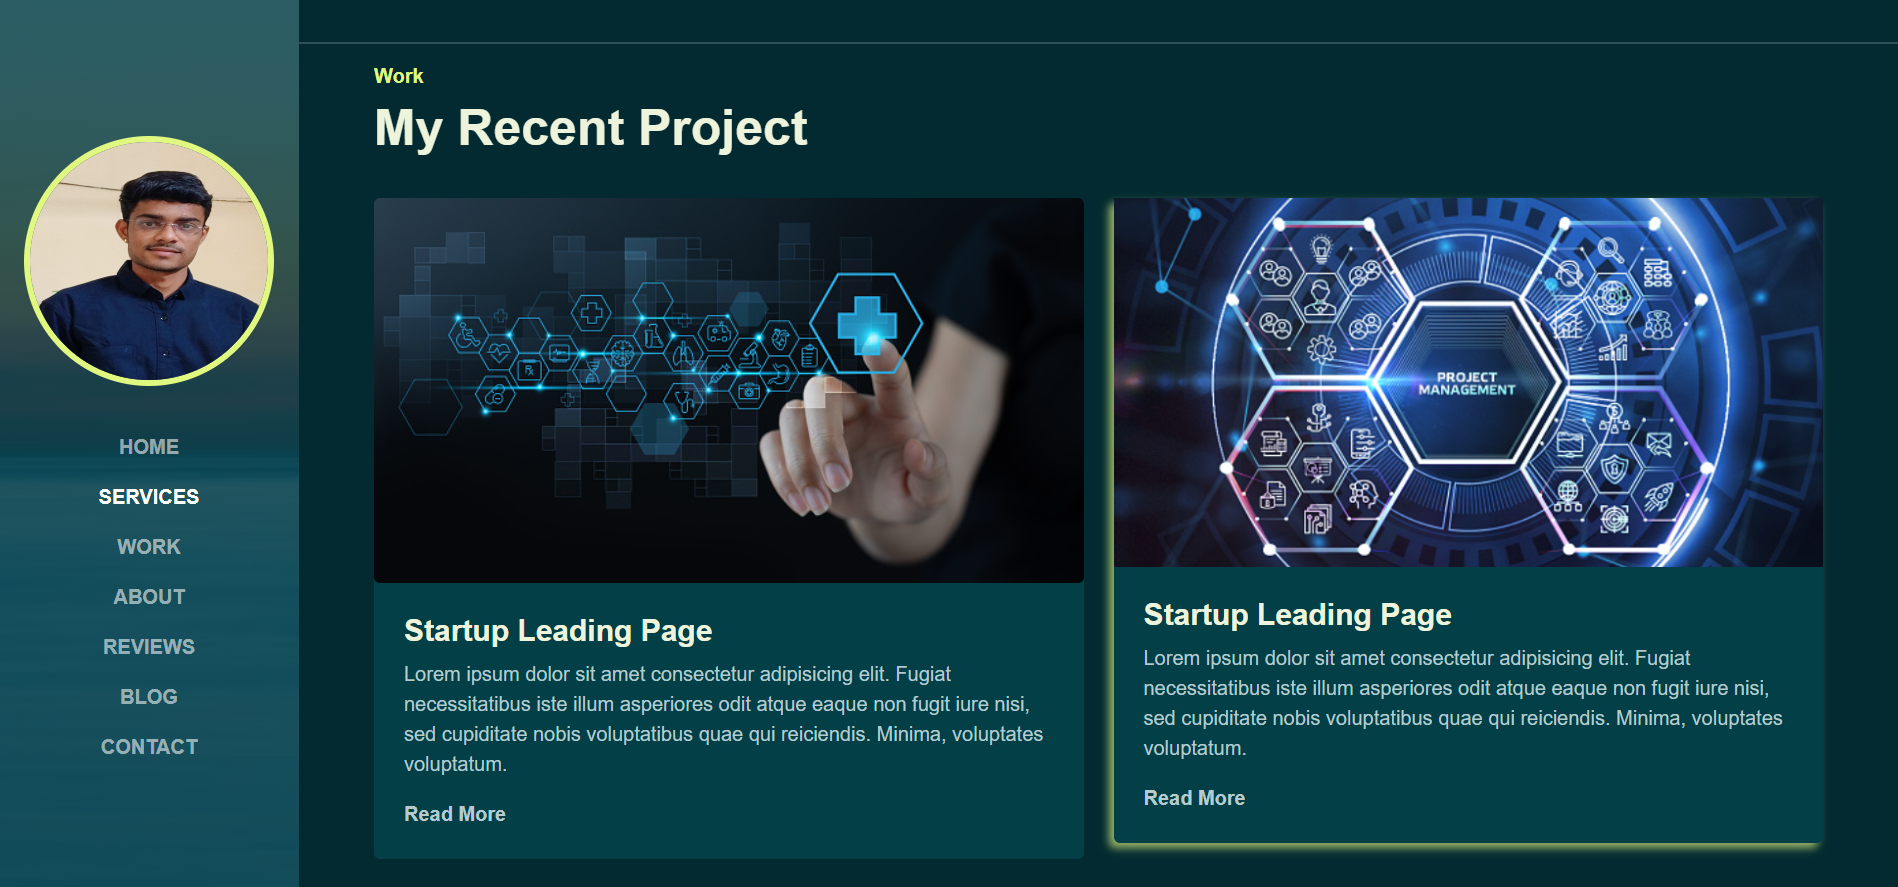 HOME
SERVICES
WORK
ABOUT
REVIEWS
BLOG
CONTACT
Work
My Recent Project
Rx
Startup Leading Page
Lorem ipsum dolor sit amet consectetur adipisicing elit. Fugiat
necessitatibus iste illum asperiores odit atque eaque non fugit iure nisi,
sed cupiditate nobis voluptatibus quae qui reiciendis. Minima, voluptates
voluptatum.
Read More
PROJECT
MANAGEMENT
Startup Leading Page
Lorem ipsum dolor sit amet consectetur adipisicing elit. Fugiat
necessitatibus iste illum asperiores odit atque eaque non fugit iure nisi,
sed cupiditate nobis voluptatibus quae qui reiciendis. Minima, voluptates
voluptatum.
Read More